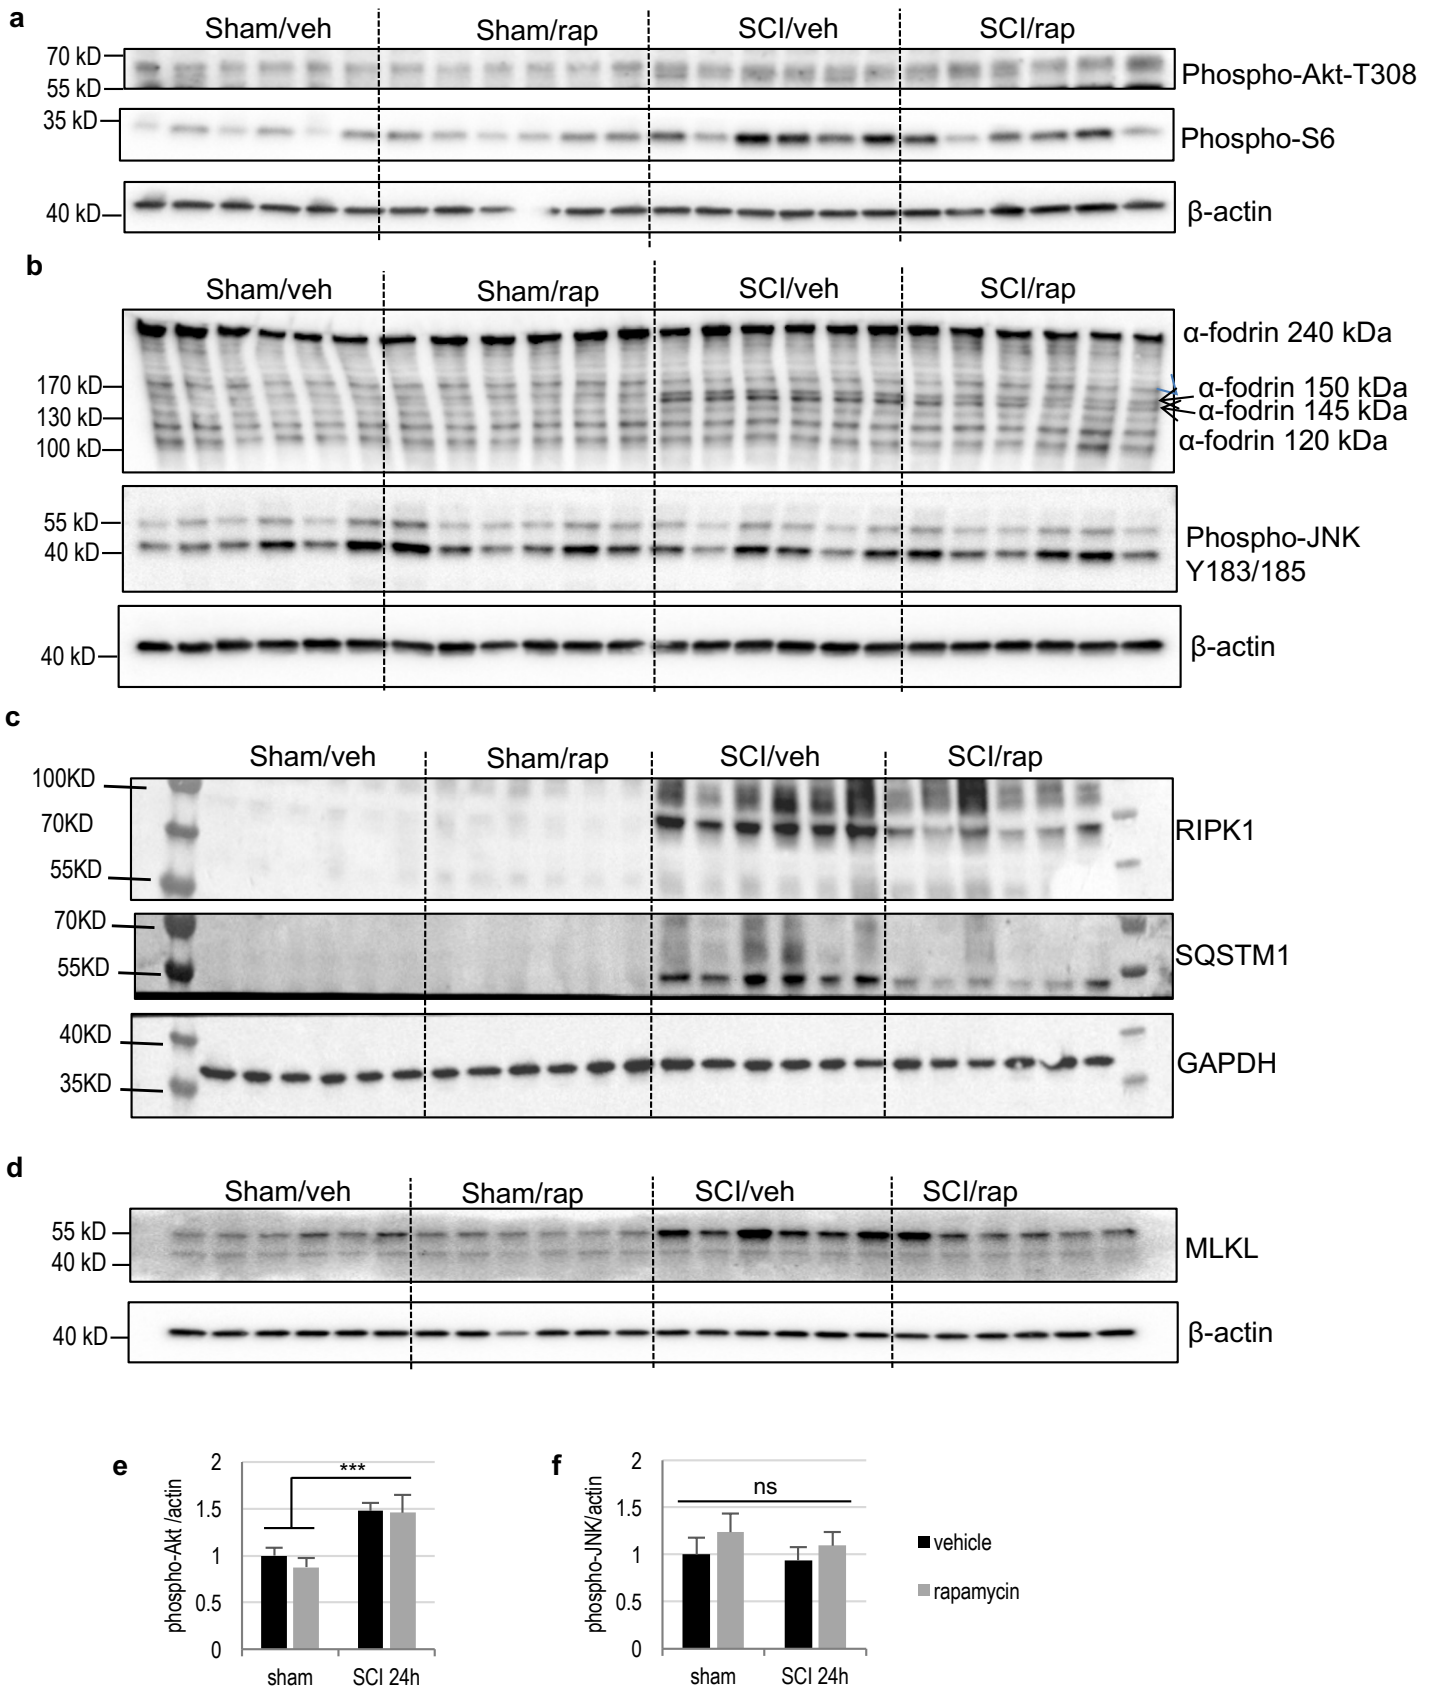 a
Sham/veh Sham/rap SCI/veh SCI/rap
70 kD
55 kD
Phospho-Akt-T308
35 kD
Phospho-S6
40 kD
β-actin
b
Sham/veh Sham/rap SCI/veh SCI/rap
α-fodrin 240 kDa
170 kD
α-fodrin 150 kDa
130 kD
α-fodrin 145 kDa
100 kD
α-fodrin 120 kDa
55 kD
40 kD
Phospho-JNK
Y183/185
40 kD
β-actin
c
Sham/veh Sham/rap SCI/veh SCI/rap
100KD
70KD
RIPK1
55KD
70KD
SQSTM1
55KD
40KD
GAPDH
35KD
d
Sham/veh Sham/rap SCI/veh SCI/rap
55 kD
MLKL
40 kD
40 kD
β-actin
e
phospho-Akt /actin
2
1.5
1
0.5
0
***
sham SCI 24h
f
phospho-JNK/actin
2
1.5
1
0.5
0
ns
sham SCI 24h
vehicle
rapamycin